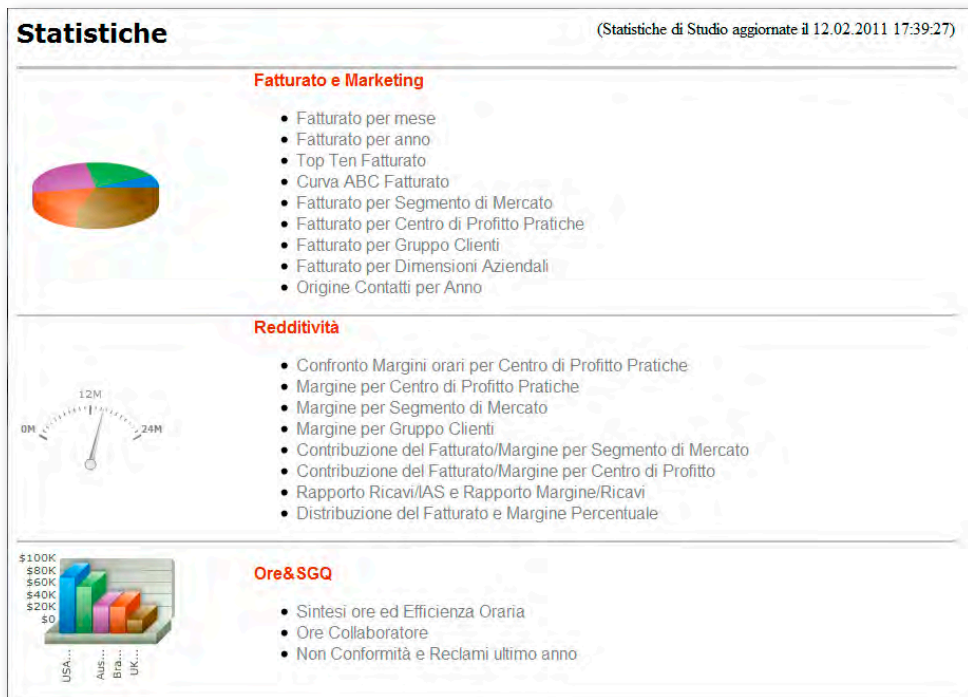 Statistiche
(Statistiche di Studio aggiornate il 12.02.2011 17:39:27)
Fatturato e Marketing
• Fatturato per mese
• Fatturato per anno
• Top Ten Fatturato
• Curva ABC Fatturato
• Fatturato per Segmento di Mercato
• Fatturato per Centro di Profitto Pratiche
• Fatturato per Gruppo Clienti
• Fatturato per Dimensioni Aziendali
• Origine Contatti per Anno
Redditività
• Confronto Margini orari per Centro di Profitto Pratiche
• Margine per Centro di Profitto Pratiche
• Margine per Segmento di Mercato
• Margine per Gruppo Clienti
• Contribuzione del Fatturato/Margine per Segmento di Mercato
• Contribuzione del Fatturato/Margine per Centro di Profitto
• Rapporto Ricavi/IAS e Rapporto Margine/Ricavi
• Distribuzione del Fatturato e Margine Percentuale
12M
0M
24M
Ore&SGQ
• Sintesi ore ed Efficienza Oraria
• Ore Collaboratore
• Non Conformità e Reclami ultimo anno
$100K
$80K
$60K
$40K
$20K
$0
USA...
Aus...
Bra...
UK...